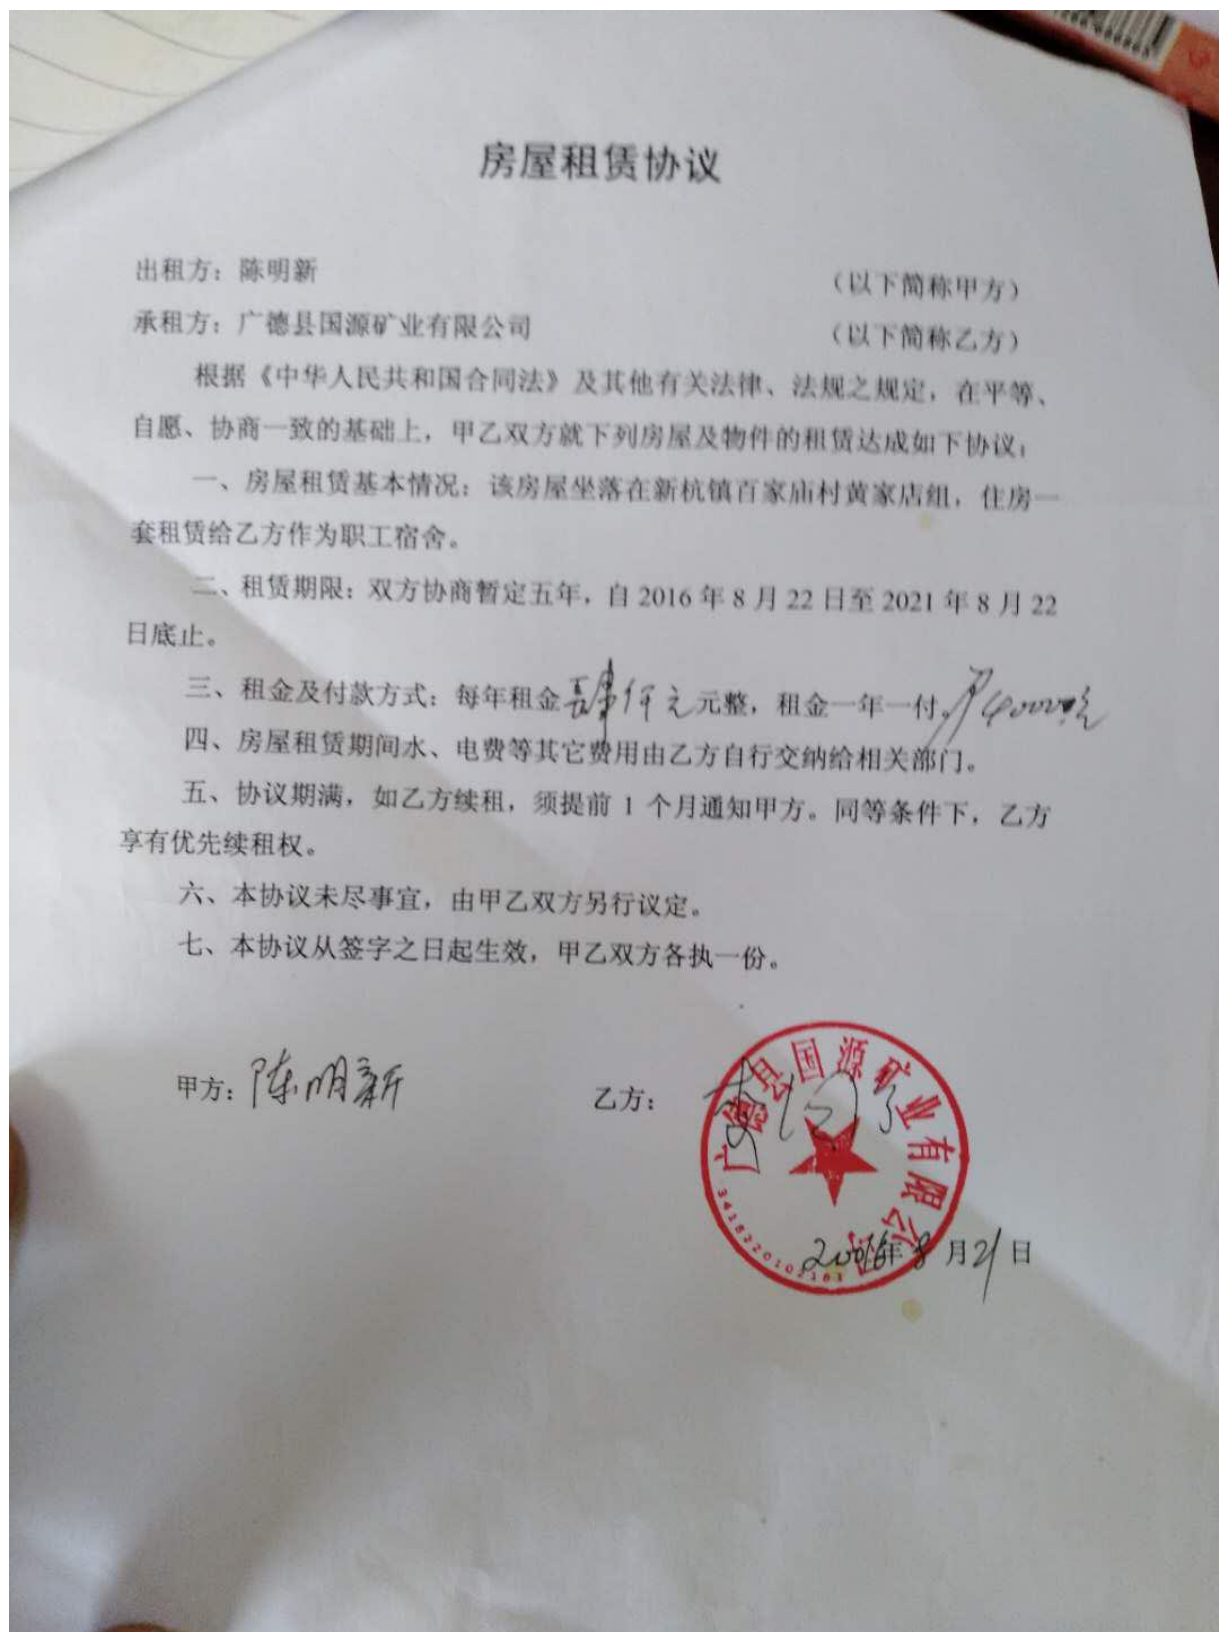 房屋租赁协议
出租方：陈明新 （以下简称甲方）
承租方：广德县国源矿业有限公司 （以下简称乙方）
根据《中华人民共和国合同法》及其他有关法律、法规之规定，在平等、
自愿、协商一致的基础上，甲乙双方就下列房屋及物件的租赁达成如下协议：
一、房屋租赁基本情况：该房屋坐落在新杭镇百家庙村黄家店组，住房一
套租赁给乙方作为职工宿舍。
二、租赁期限：双方协商暂定五年，自 2016 年 8 月 22 日至 2021 年 8 月 22
日底止。
三、租金及付款方式：每年租金肆仟元元整，租金一年一付。
四、房屋租赁期间水、电费等其它费用由乙方自行交纳给相关部门。
五、协议期满，如乙方续租，须提前 1 个月通知甲方。同等条件下，乙方
享有优先续租权。
六、本协议未尽事宜，由甲乙双方另行议定。
七、本协议从签字之日起生效，甲乙双方各执一份。
甲方：陈明新 乙方：
广德县国源矿业有限公司
3418220102183
年 8 月 21 日